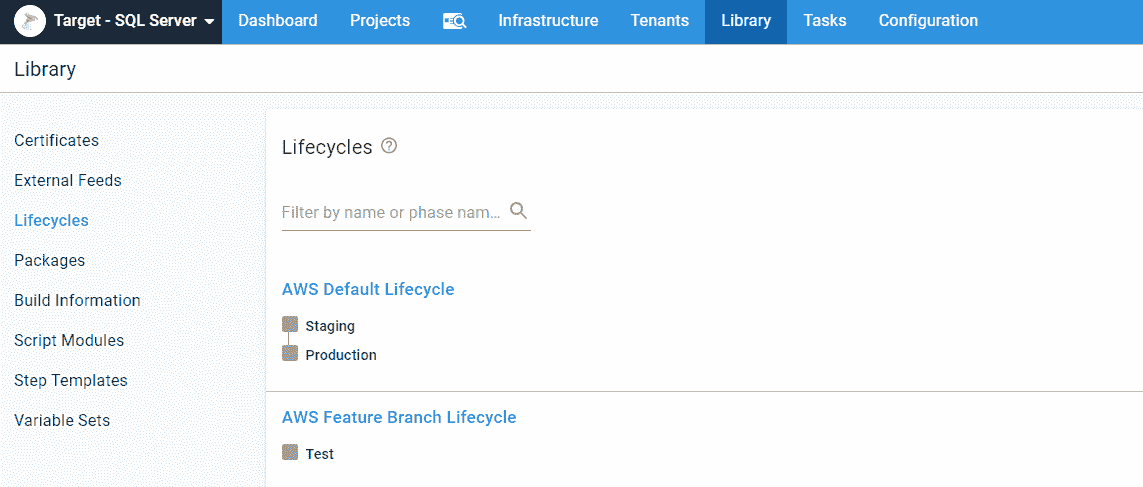 Target - SQL Server Dashboard Projects Infrastructure Tenants Library Tasks Configuration
Library
Certificates
External Feeds
Lifecycles
Packages
Build Information
Script Modules
Step Templates
Variable Sets
Lifecycles ?
Filter by name or phase nam...
AWS Default Lifecycle
Staging
Production
AWS Feature Branch Lifecycle
Test